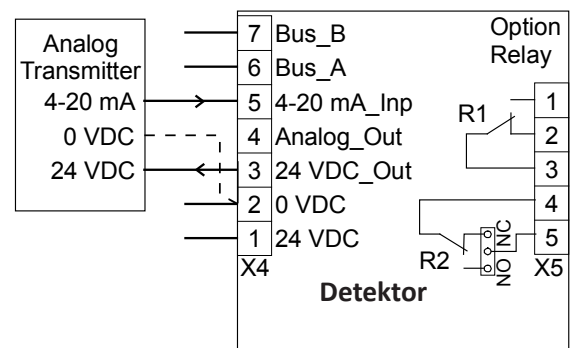 Analog
Transmitter
4-20 mA
0 VDC
24 VDC
7 Bus_B
6 Bus_A
5 4-20 mA_Inp
4 Analog_Out
3 24 VDC_Out
2 0 VDC
1 24 VDC
X4
Option
Relay
R1
1
2
3
4
5
X5
R2
NC
NO
Detektor